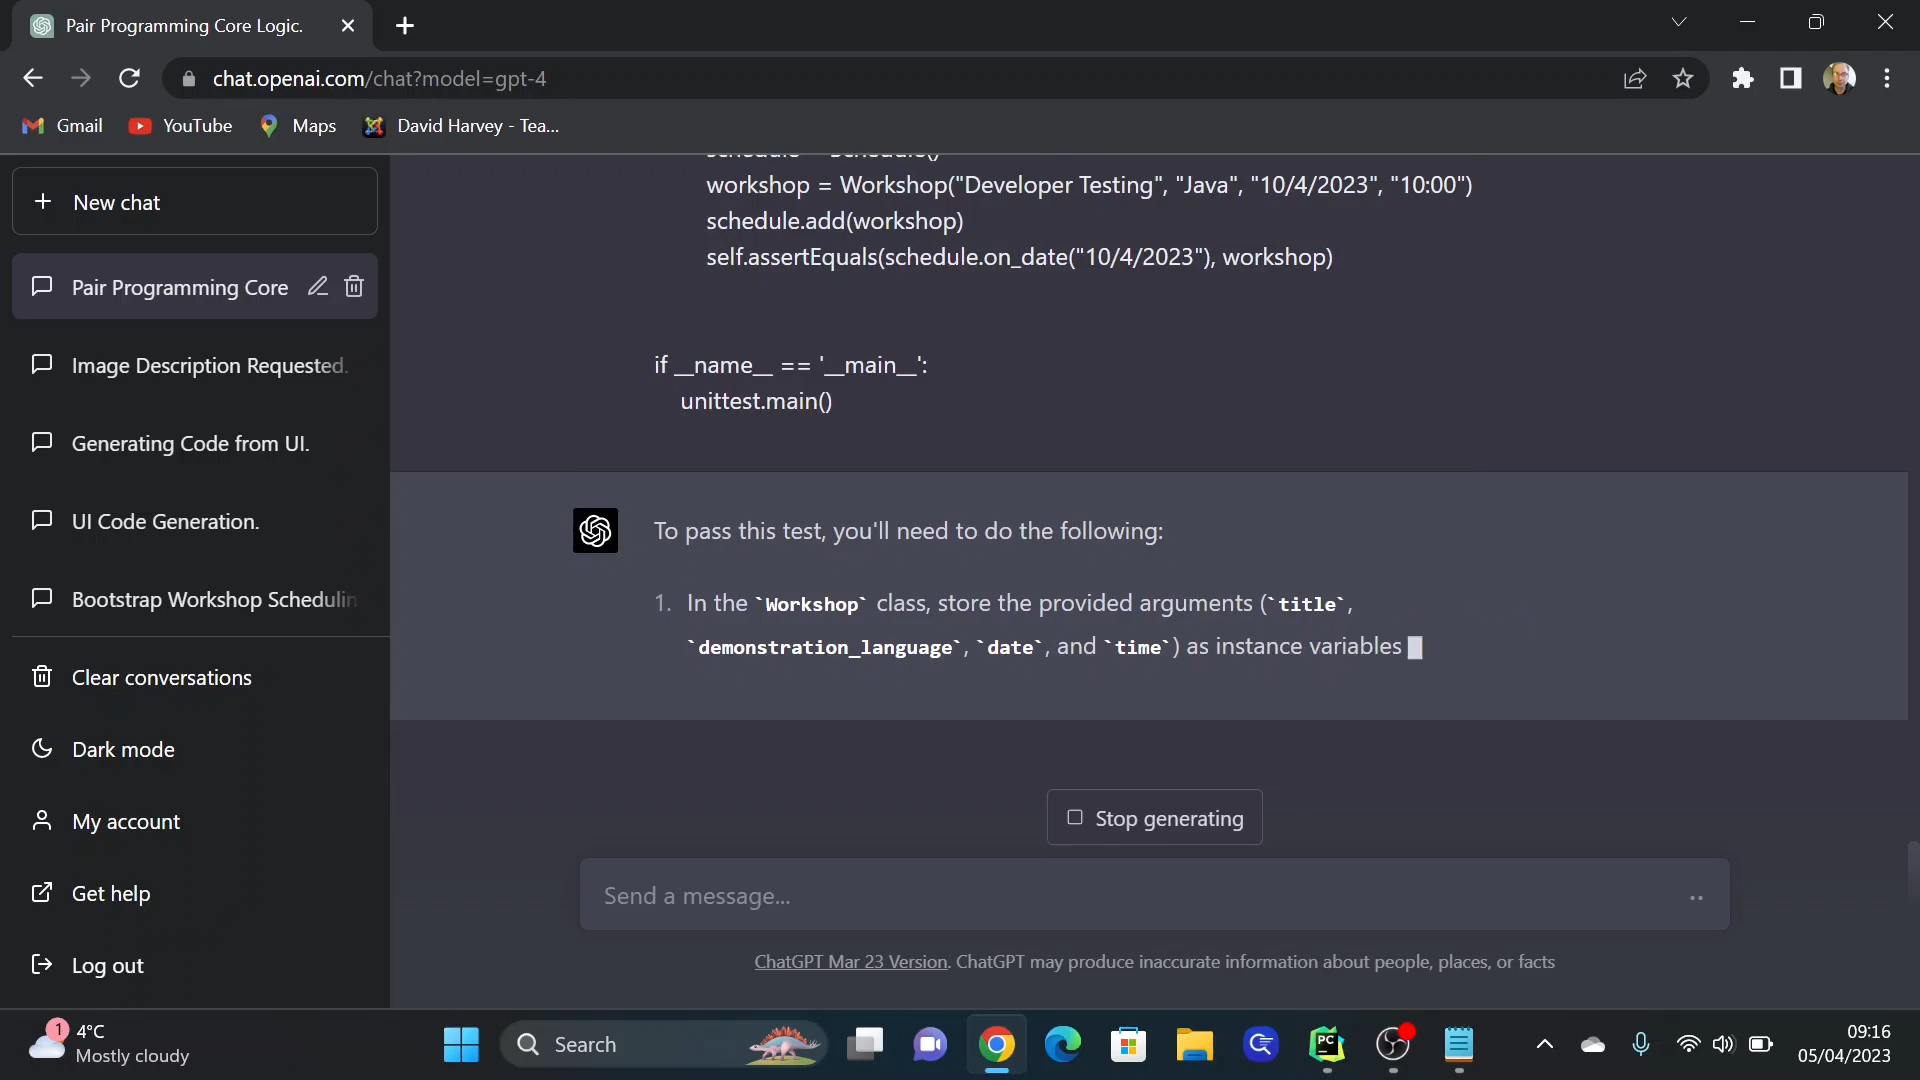 Pair Programming Core Logic.
chat.openai.com/chat?model=gpt-4
Gmail
YouTube
Maps
David Harvey - Tea...
New chat
Pair Programming Core
Image Description Requested.
Generating Code from UI.
UI Code Generation.
Bootstrap Workshop Schedulin
Clear conversations
Dark mode
My account
Get help
Log out
schedule = Schedule()
workshop = Workshop("Developer Testing", "Java", "10/4/2023", "10:00")
schedule.add(workshop)
self.assertEquals(schedule.on_date("10/4/2023"), workshop)
if __name__ == '__main__':
unittest.main()
To pass this test, you'll need to do the following:
1. In the `Workshop` class, store the provided arguments (`title`,
`demonstration_language`, `date`, and `time`) as instance variables
Stop generating
Send a message...
ChatGPT Mar 23 Version. ChatGPT may produce inaccurate information about people, places, or facts
1
4°C
Mostly cloudy
Search
PC
09:16
05/04/2023